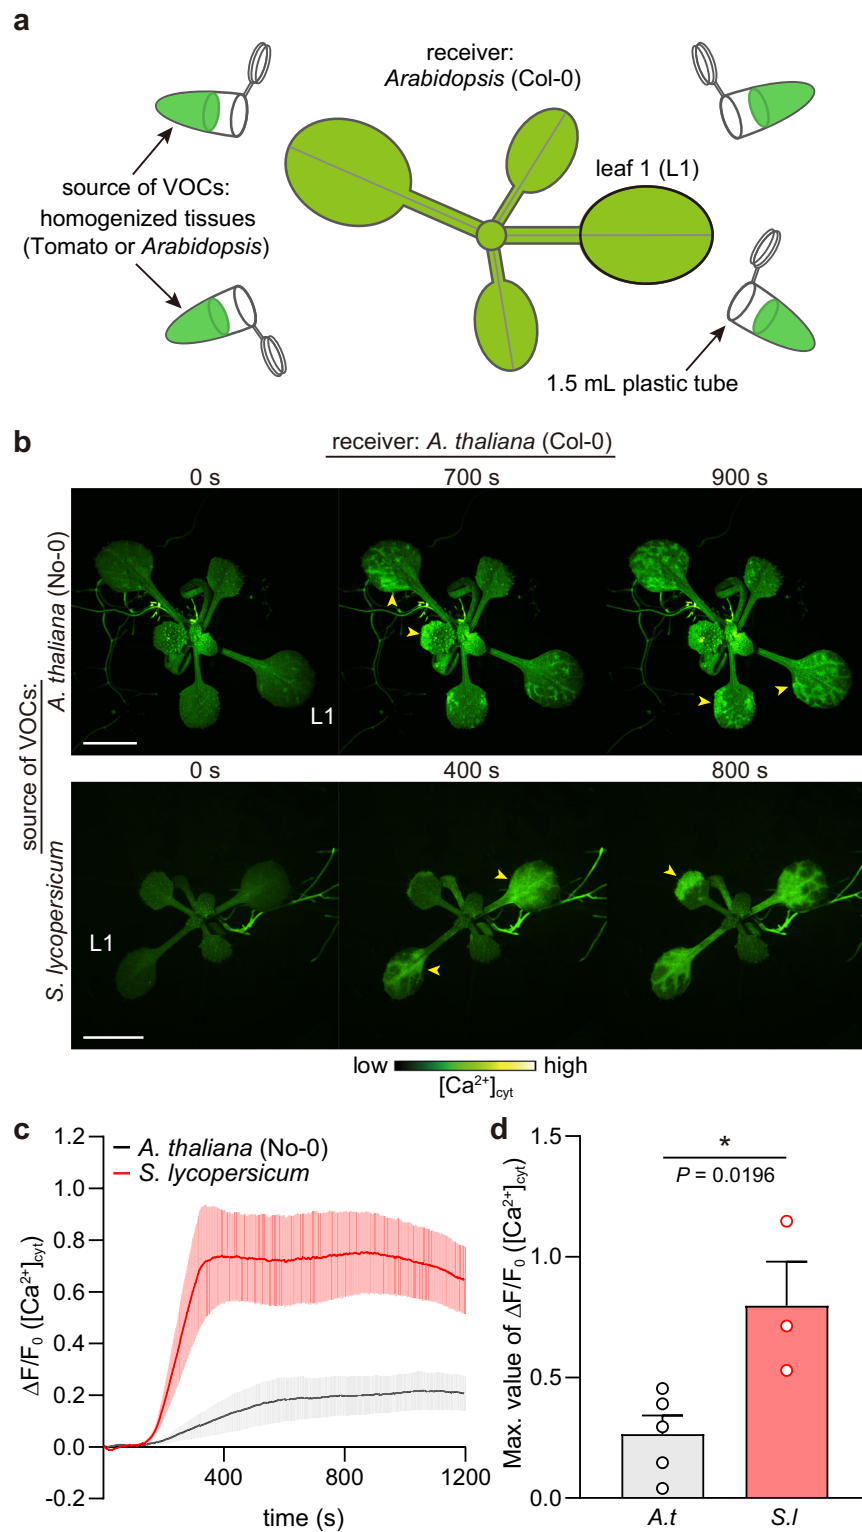 a
receiver:
Arabidopsis (Col-0)
leaf 1 (L1)
source of VOCs:
homogenized tissues
(Tomato or Arabidopsis)
1.5 mL plastic tube
b
receiver: A. thaliana (Col-0)
0 s
700 s
900 s
source of VOCs:
A. thaliana (No-0)
L1
0 s
400 s
800 s
S. lycopersicum
L1
low
high
[Ca²⁺]cyt
c
A. thaliana (No-0)
S. lycopersicum
ΔF/F₀ ([Ca²⁺]cyt)
1.2
1.0
0.8
0.6
0.4
0.2
0.0
-0.2
400
800
1200
time (s)
d
Max. value of ΔF/F₀ ([Ca²⁺]cyt)
1.5
1.0
0.5
0.0
*
P = 0.0196
A.t
S.l